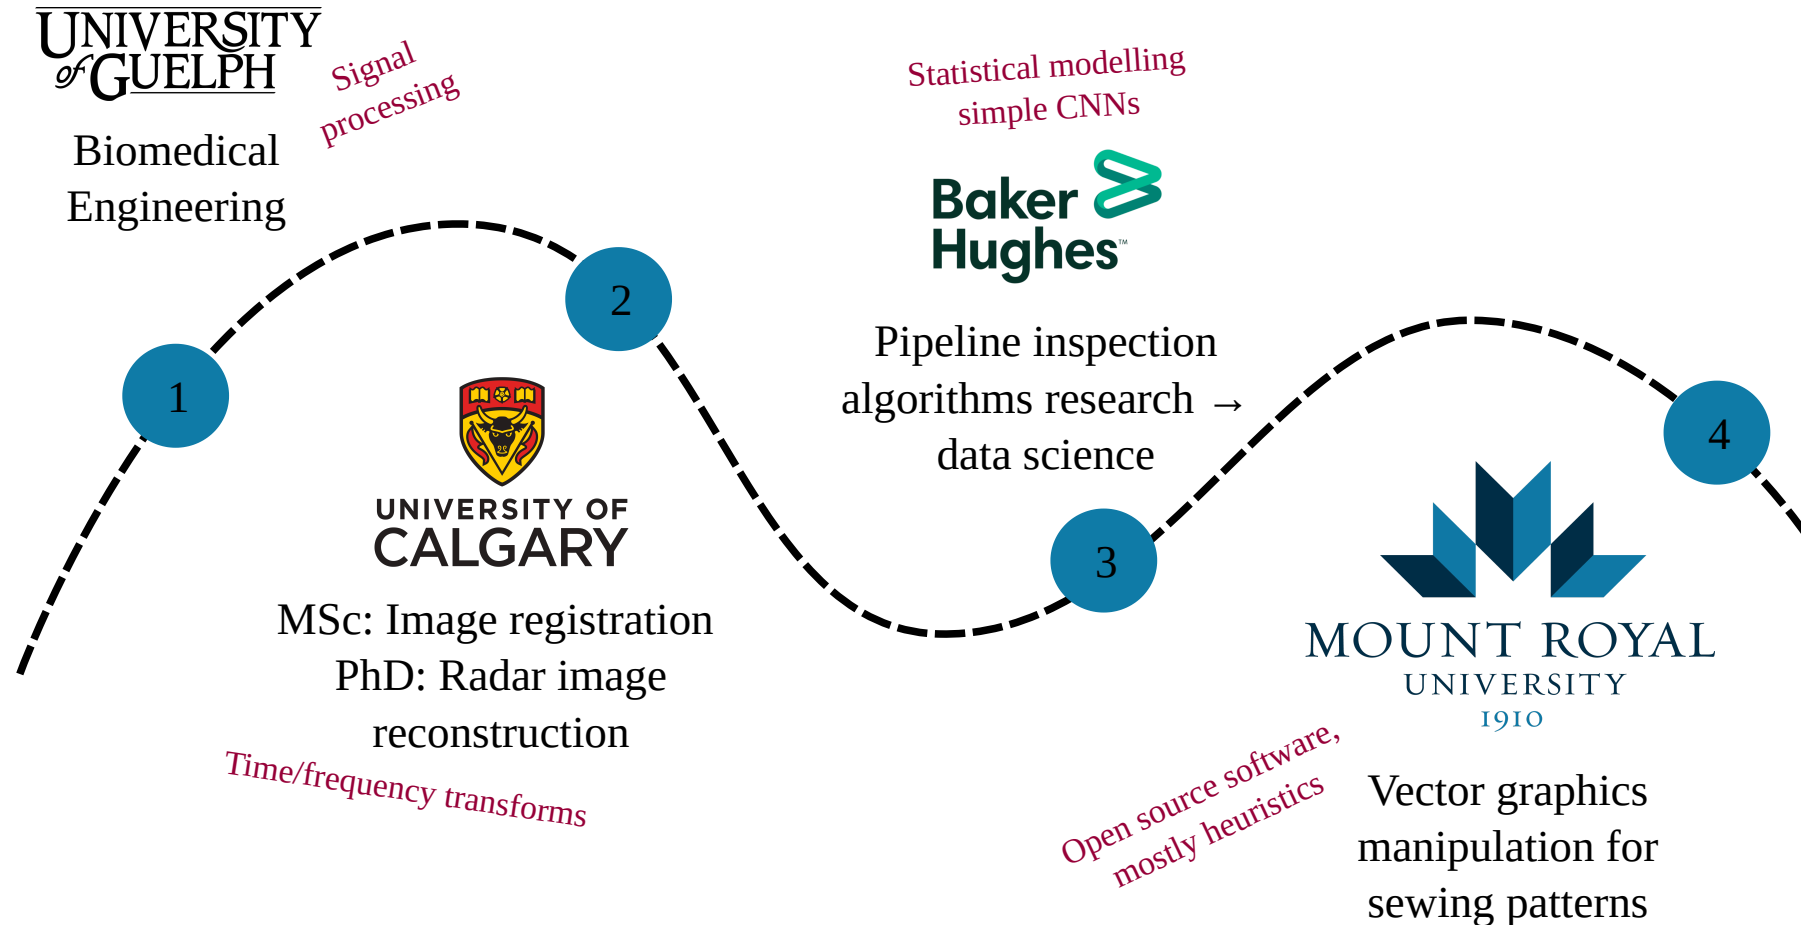 UNIVERSITY
of GUELPH
Signal
processing
Biomedical
Engineering
1
2
UNIVERSITY OF
CALGARY
MSc: Image registration
PhD: Radar image
reconstruction
Time/frequency transforms
Statistical modelling
simple CNNs
Baker
Hughes™
Pipeline inspection
algorithms research →
data science
3
4
MOUNT ROYAL
UNIVERSITY
1910
Open source software,
mostly heuristics
Vector graphics
manipulation for
sewing patterns